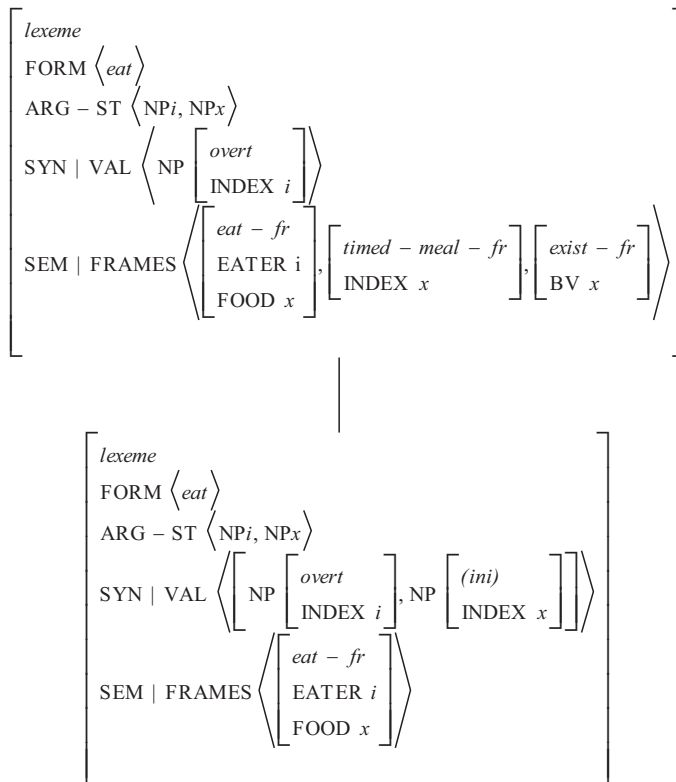 lexeme
FORM ⟨eat⟩
ARG – ST ⟨NPi, NPx⟩
SYN | VAL ⟨ NP [ overt
INDEX i ] ⟩
SEM | FRAMES ⟨ [ eat – fr
EATER i
FOOD x ] , [ timed – meal – fr
INDEX x ] , [ exist – fr
BV x ] ⟩
lexeme
FORM ⟨eat⟩
ARG – ST ⟨NPi, NPx⟩
SYN | VAL ⟨ [ NP [ overt
INDEX i ] , NP [ (ini)
INDEX x ] ] ⟩
SEM | FRAMES ⟨ [ eat – fr
EATER i
FOOD x ] ⟩